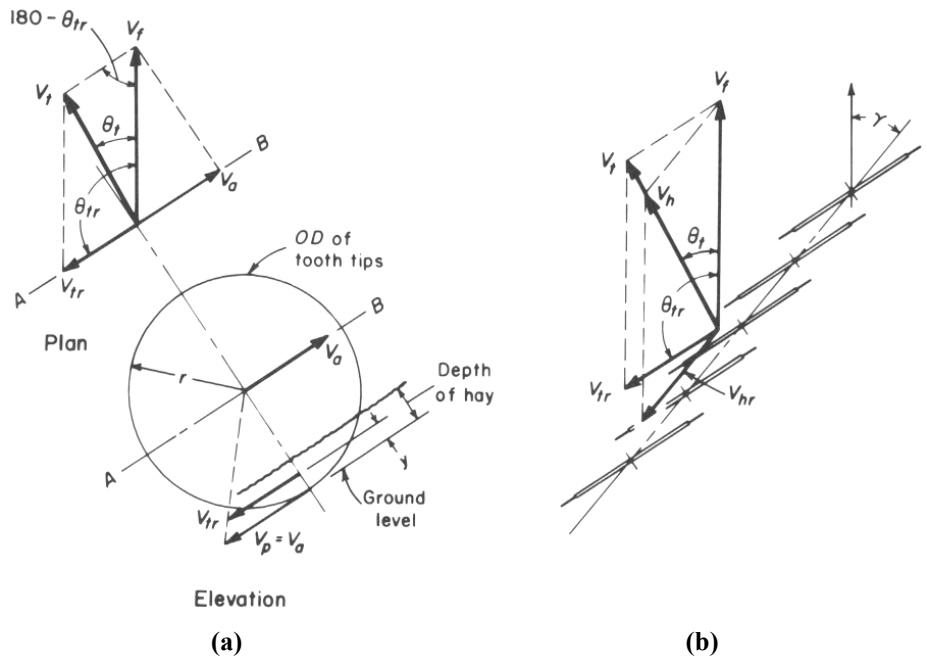 180 – θtr
Vf
Vt
θt
B
Va
θtr
A
Vtr
Plan
OD of
tooth tips
B
Va
r
Depth
of hay
A
y
Vtr
Ground
level
Vp = Va
Elevation
(a)
Vf
γ
Vt
Vh
θt
θtr
Vtr
Vhr
(b)